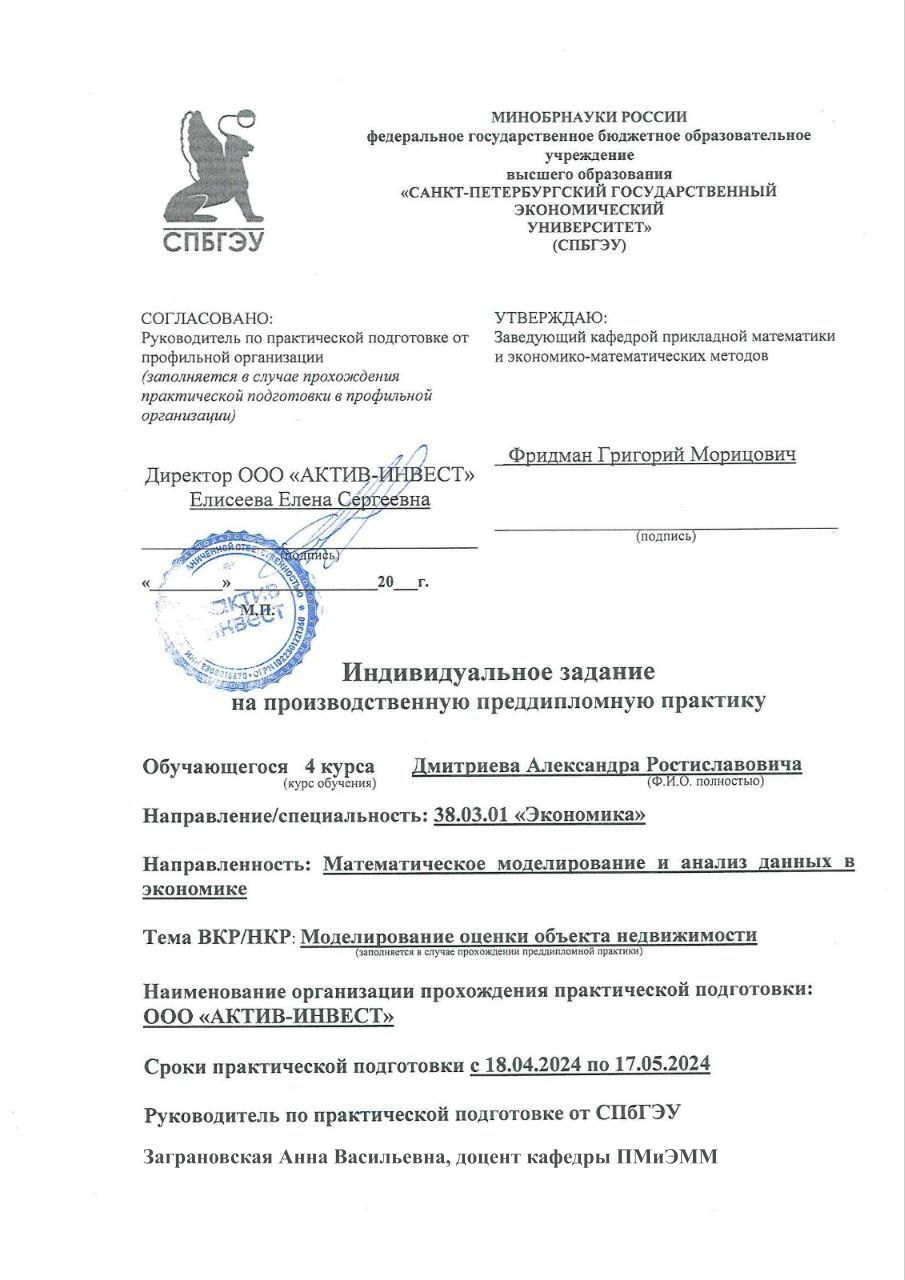 МИНОБРНАУКИ РОССИИ
федеральное государственное бюджетное образовательное
учреждение
высшего образования
«САНКТ-ПЕТЕРБУРГСКИЙ ГОСУДАРСТВЕННЫЙ
ЭКОНОМИЧЕСКИЙ
УНИВЕРСИТЕТ»
(СПБГЭУ)
СПБГЭУ
СОГЛАСОВАНО:
Руководитель по практической подготовке от
профильной организации
(заполняется в случае прохождения
практической подготовки в профильной
организации)
Директор ООО «АКТИВ-ИНВЕСТ»
Елисеева Елена Сергеевна
(подпись)
«________» _________________20___г.
М.П.
УТВЕРЖДАЮ:
Заведующий кафедрой прикладной математики
и экономико-математических методов
Фридман Григорий Морицович
(подпись)
АКТИВ
ИНВЕСТ
Индивидуальное задание
на производственную преддипломную практику
Обучающегося 4 курса Дмитриева Александра Ростиславовича
(курс обучения) (Ф.И.О. полностью)
Направление/специальность: 38.03.01 «Экономика»
Направленность: Математическое моделирование и анализ данных в
экономике
Тема ВКР/НКР: Моделирование оценки объекта недвижимости
(заполняется в случае прохождении преддипломной практики)
Наименование организации прохождения практической подготовки:
ООО «АКТИВ-ИНВЕСТ»
Сроки практической подготовки с 18.04.2024 по 17.05.2024
Руководитель по практической подготовке от СПбГЭУ
Заграновская Анна Васильевна, доцент кафедры ПМиЭММ